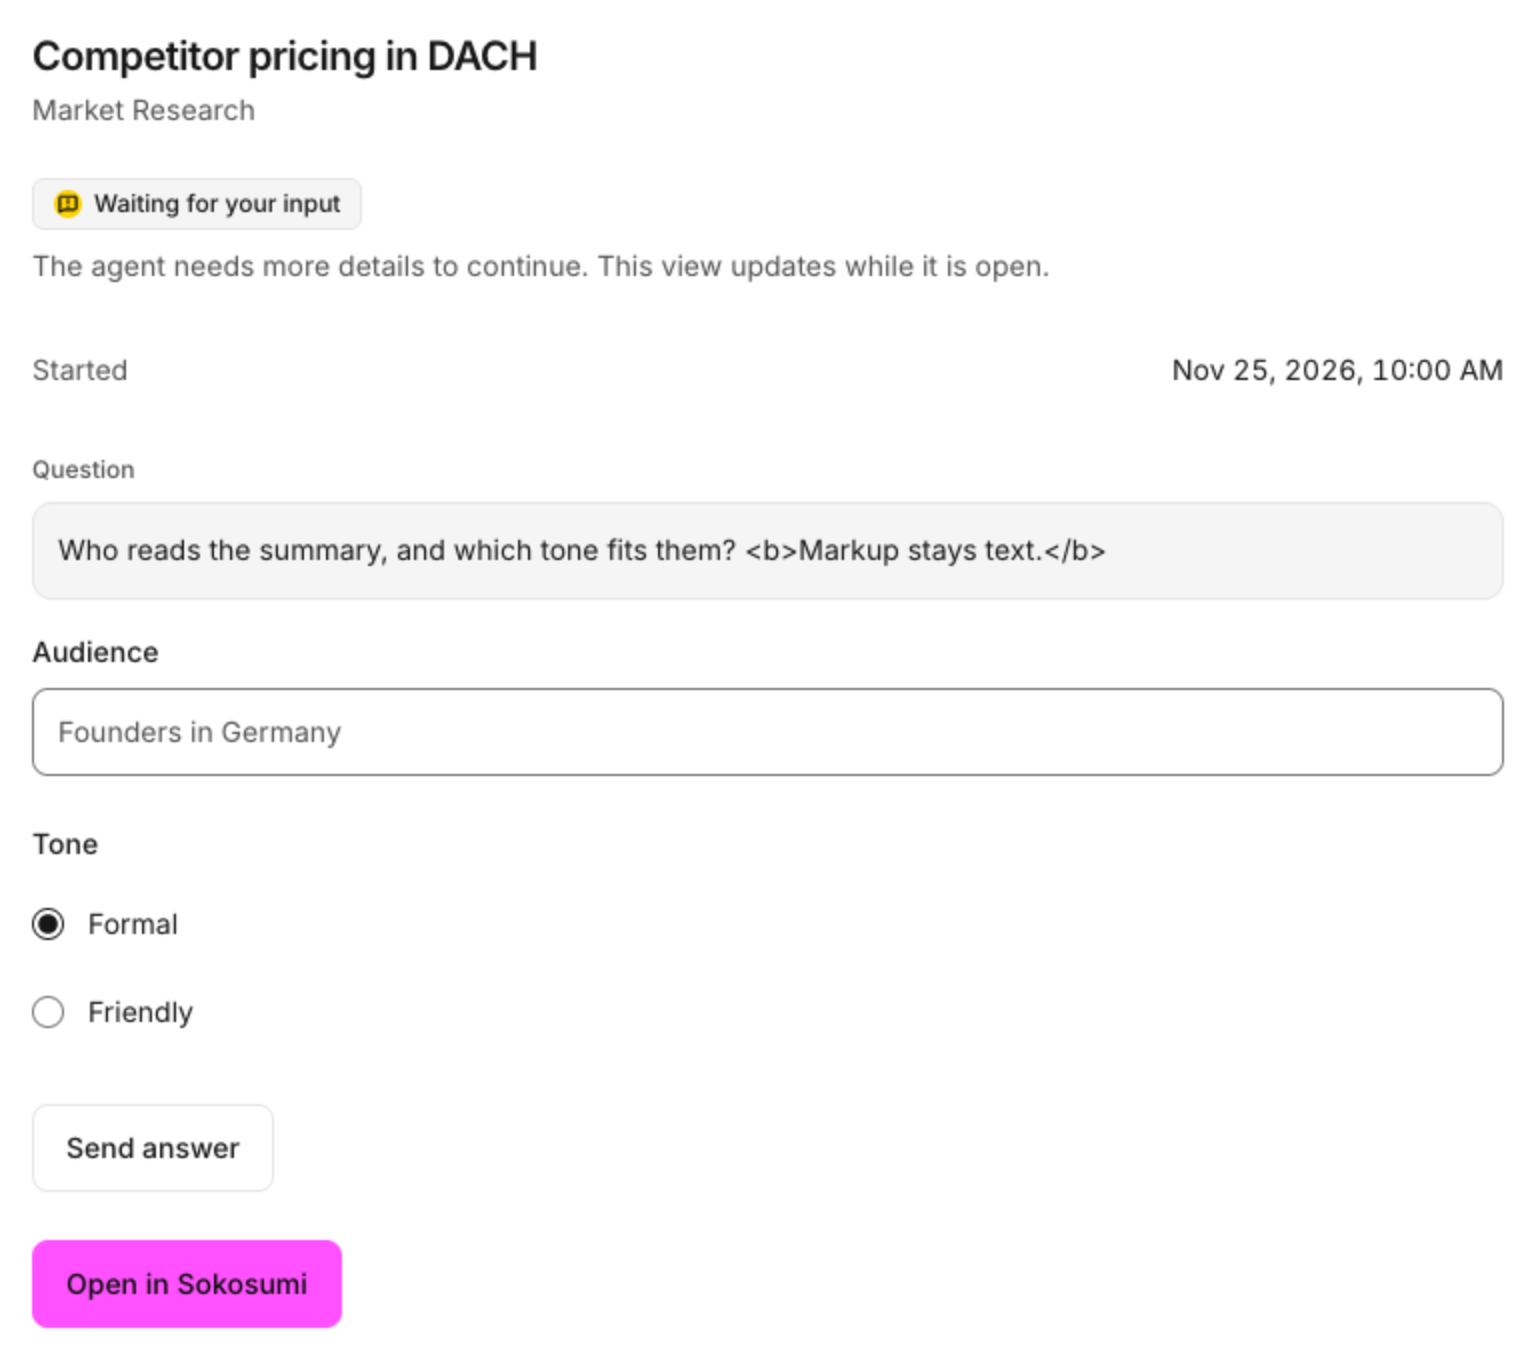 Competitor pricing in DACH
Market Research
Waiting for your input
The agent needs more details to continue. This view updates while it is open.
Started
Nov 25, 2026, 10:00 AM
Question
Who reads the summary, and which tone fits them? <b>Markup stays text.</b>
Audience
Founders in Germany
Tone
Formal
Friendly
Send answer
Open in Sokosumi